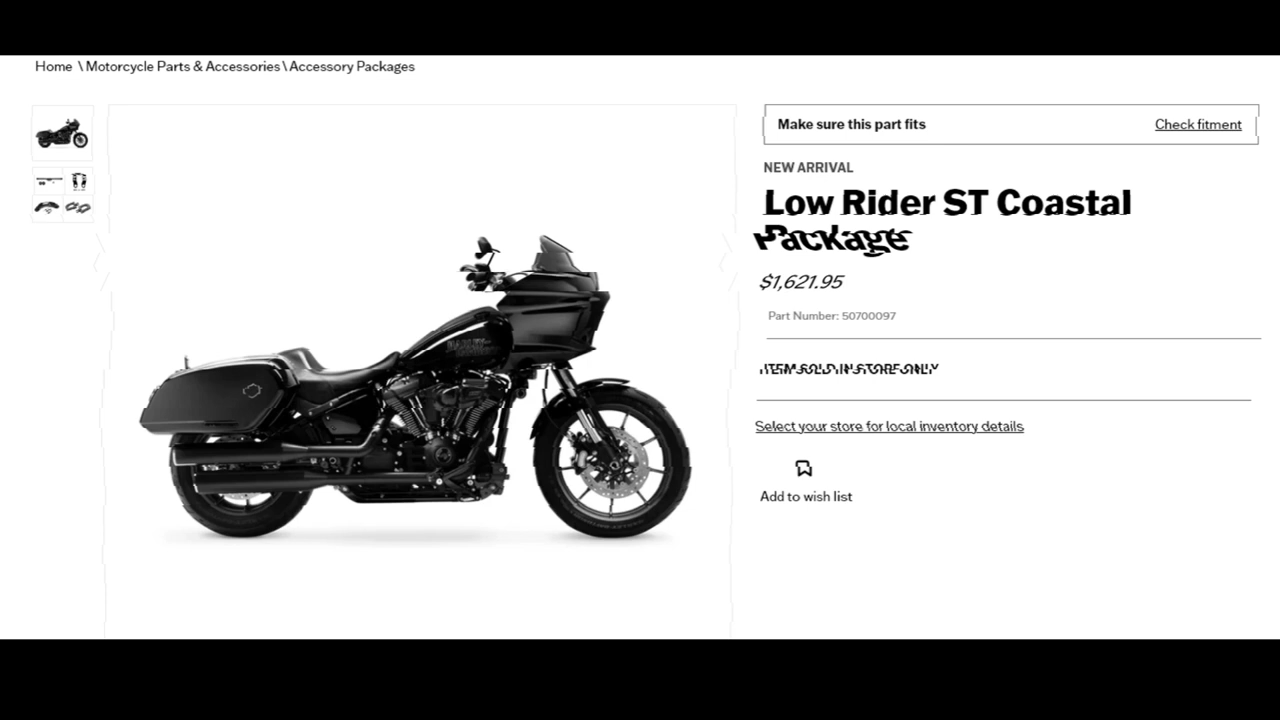 Home \ Motorcycle Parts & Accessories \ Accessory Packages
Make sure this part fits
Check fitment
NEW ARRIVAL
Low Rider ST Coastal
Package
$1,621.95
Part Number: 50700097
ITEM SOLD IN STORE ONLY
Select your store for local inventory details
Add to wish list